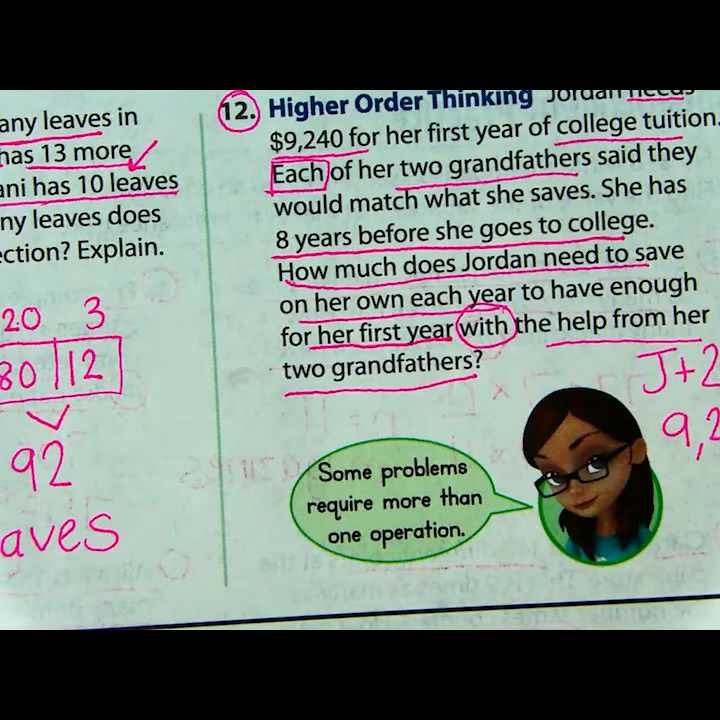 any leaves in
has 13 more
ani has 10 leaves
ny leaves does
ection? Explain.
20 3
80 12
92
aves
12. Higher Order Thinking Jordan needs
$9,240 for her first year of college tuition.
Each of her two grandfathers said they
would match what she saves. She has
8 years before she goes to college.
How much does Jordan need to save
on her own each year to have enough
for her first year with the help from her
two grandfathers?
J+2
9,2
Some problems
require more than
one operation.